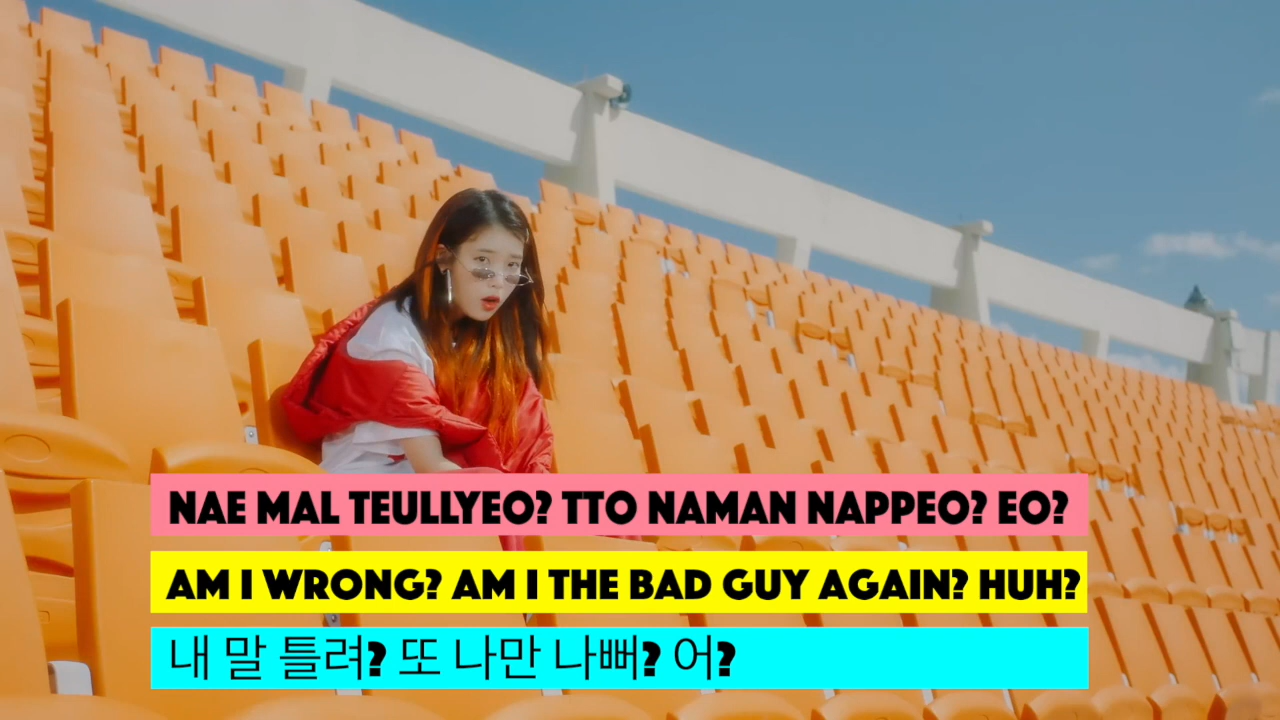 NAE MAL TEULLYEO? TTO NAMAN NAPPEO? EO?
AM I WRONG? AM I THE BAD GUY AGAIN? HUH?
내 말 틀려? 또 나만 나뻐? 어?